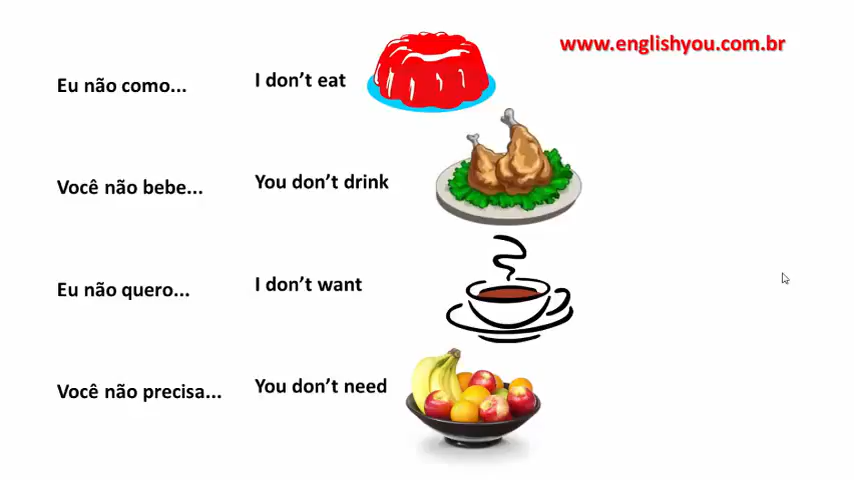 www.englishyou.com.br
Eu não como... I don’t eat
Você não bebe... You don’t drink
Eu não quero... I don’t want
Você não precisa... You don’t need